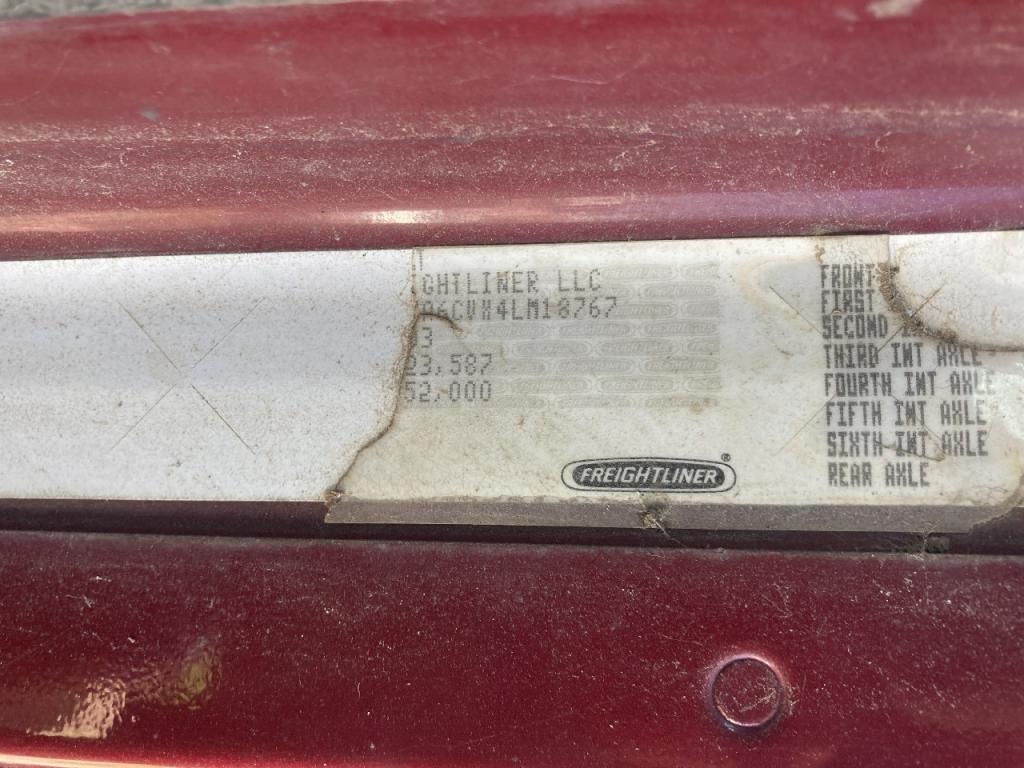 GHTLINER LLC
A6CVX4LM18767
3
23,587
52,000
FRONT
FIRST
SECOND
THIRD INT AXLE
FOURTH INT AXLE
FIFTH INT AXLE
SIXTH INT AXLE
REAR AXLE
FREIGHTLINER®